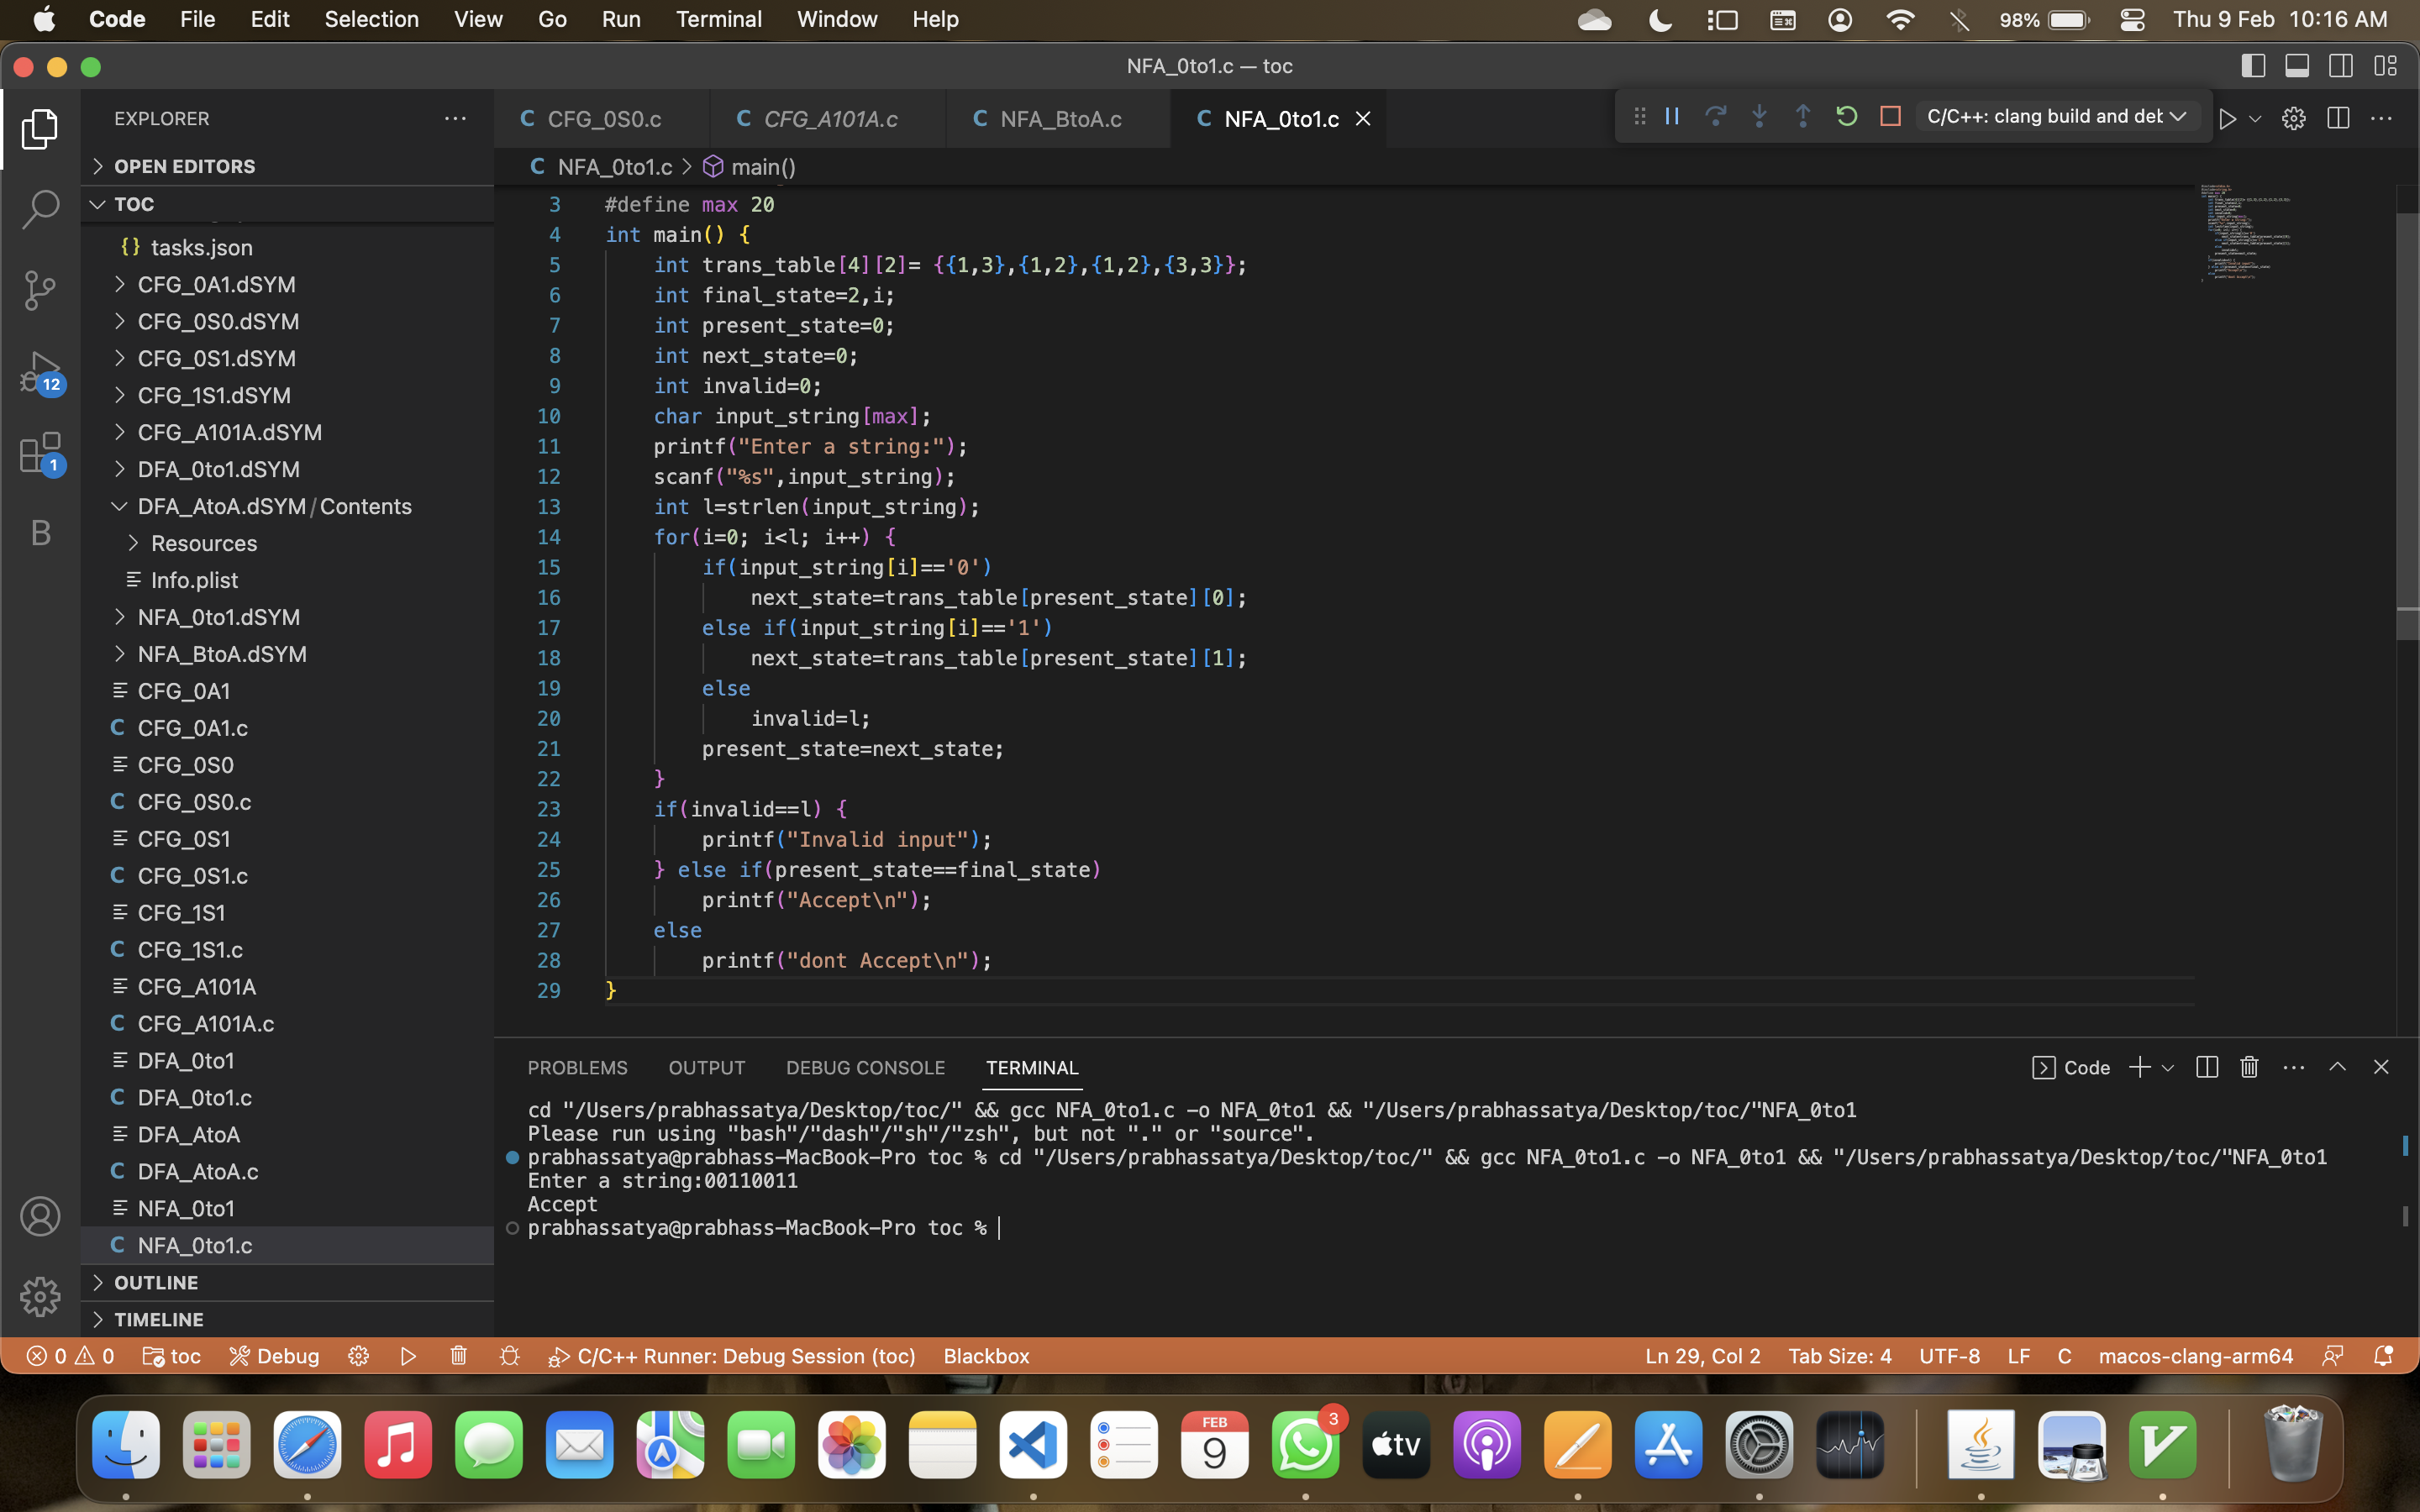 Code File Edit Selection View Go Run Terminal Window Help 98% Thu 9 Feb 10:16 AM
NFA_0to1.c — toc
EXPLORER
CFG_0S0.c CFG_A101A.c NFA_BtoA.c NFA_0to1.c C/C++: clang build and deb
OPEN EDITORS
NFA_0to1.c > main()
TOC
tasks.json
CFG_0A1.dSYM
CFG_0S0.dSYM
CFG_0S1.dSYM
CFG_1S1.dSYM
CFG_A101A.dSYM
DFA_0to1.dSYM
DFA_AtoA.dSYM/Contents
Resources
Info.plist
NFA_0to1.dSYM
NFA_BtoA.dSYM
CFG_0A1
CFG_0A1.c
CFG_0S0
CFG_0S0.c
CFG_0S1
CFG_0S1.c
CFG_1S1
CFG_1S1.c
CFG_A101A
CFG_A101A.c
DFA_0to1
DFA_0to1.c
DFA_AtoA
DFA_AtoA.c
NFA_0to1
NFA_0to1.c
OUTLINE
TIMELINE
12
1
B
3 #define max 20
4 int main() {
5 int trans_table[4][2]= {{1,3},{1,2},{1,2},{3,3}};
6 int final_state=2,i;
7 int present_state=0;
8 int next_state=0;
9 int invalid=0;
10 char input_string[max];
11 printf("Enter a string:");
12 scanf("%s",input_string);
13 int l=strlen(input_string);
14 for(i=0; i<l; i++) {
15 if(input_string[i]=='0')
16 next_state=trans_table[present_state][0];
17 else if(input_string[i]=='1')
18 next_state=trans_table[present_state][1];
19 else
20 invalid=l;
21 present_state=next_state;
22 }
23 if(invalid==l) {
24 printf("Invalid input");
25 } else if(present_state==final_state)
26 printf("Accept\n");
27 else
28 printf("dont Accept\n");
29 }
PROBLEMS OUTPUT DEBUG CONSOLE TERMINAL Code
cd "/Users/prabhassatya/Desktop/toc/" && gcc NFA_0to1.c -o NFA_0to1 && "/Users/prabhassatya/Desktop/toc/"NFA_0to1
Please run using "bash"/"dash"/"sh"/"zsh", but not "." or "source".
prabhassatya@prabhass-MacBook-Pro toc % cd "/Users/prabhassatya/Desktop/toc/" && gcc NFA_0to1.c -o NFA_0to1 && "/Users/prabhassatya/Desktop/toc/"NFA_0to1
Enter a string:00110011
Accept
prabhassatya@prabhass-MacBook-Pro toc %
0 0 toc Debug C/C++ Runner: Debug Session (toc) Blackbox Ln 29, Col 2 Tab Size: 4 UTF-8 LF C macos-clang-arm64
FEB
9
3
tv